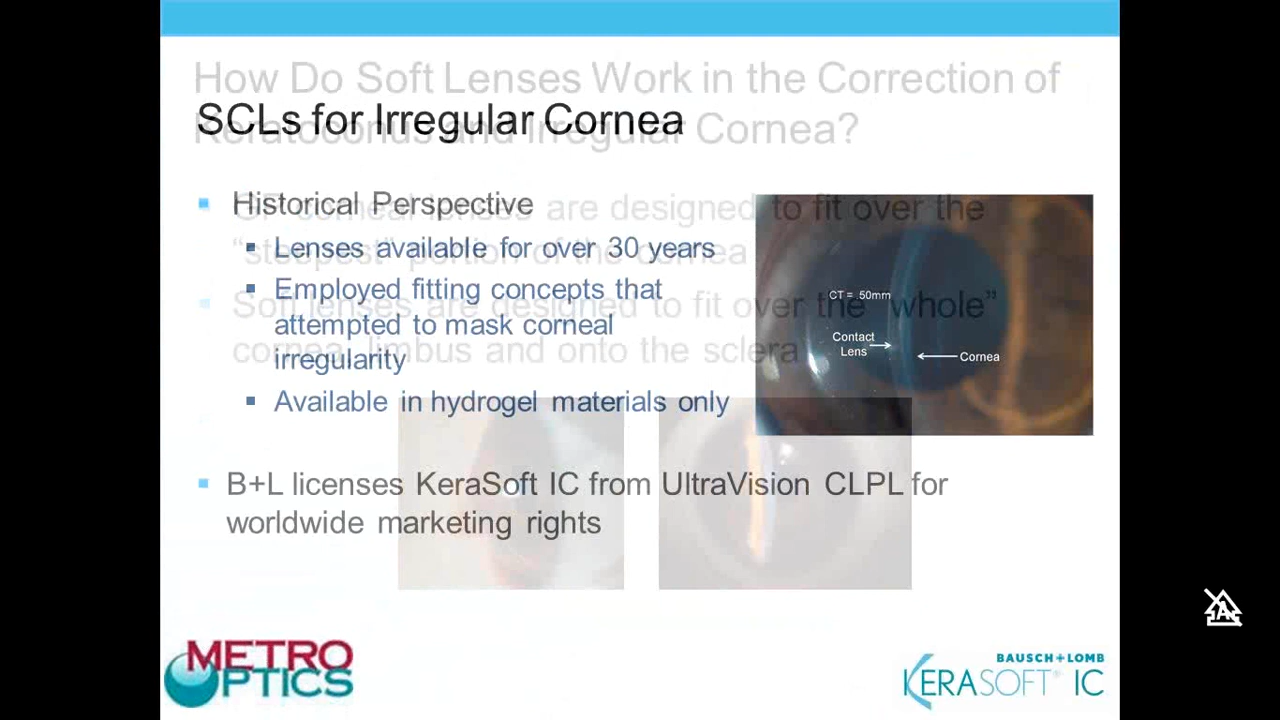 How Do Soft Lenses Work in the Correction of
Keratoconus and Irregular Cornea?
SCLs for Irregular Cornea
Historical Perspective
Lenses available for over 30 years
Employed fitting concepts that
attempted to mask corneal
irregularity
Available in hydrogel materials only
B+L licenses KeraSoft IC from UltraVision CLPL for
worldwide marketing rights
GP corneal lenses are designed to fit over the
"steepest" portion of the cornea
Soft lenses are designed to fit over the "whole"
cornea, limbus and onto the sclera
CT = .50mm
Contact
Lens
Cornea
METRO
OPTICS
BAUSCH+LOMB
KERASOFT® IC